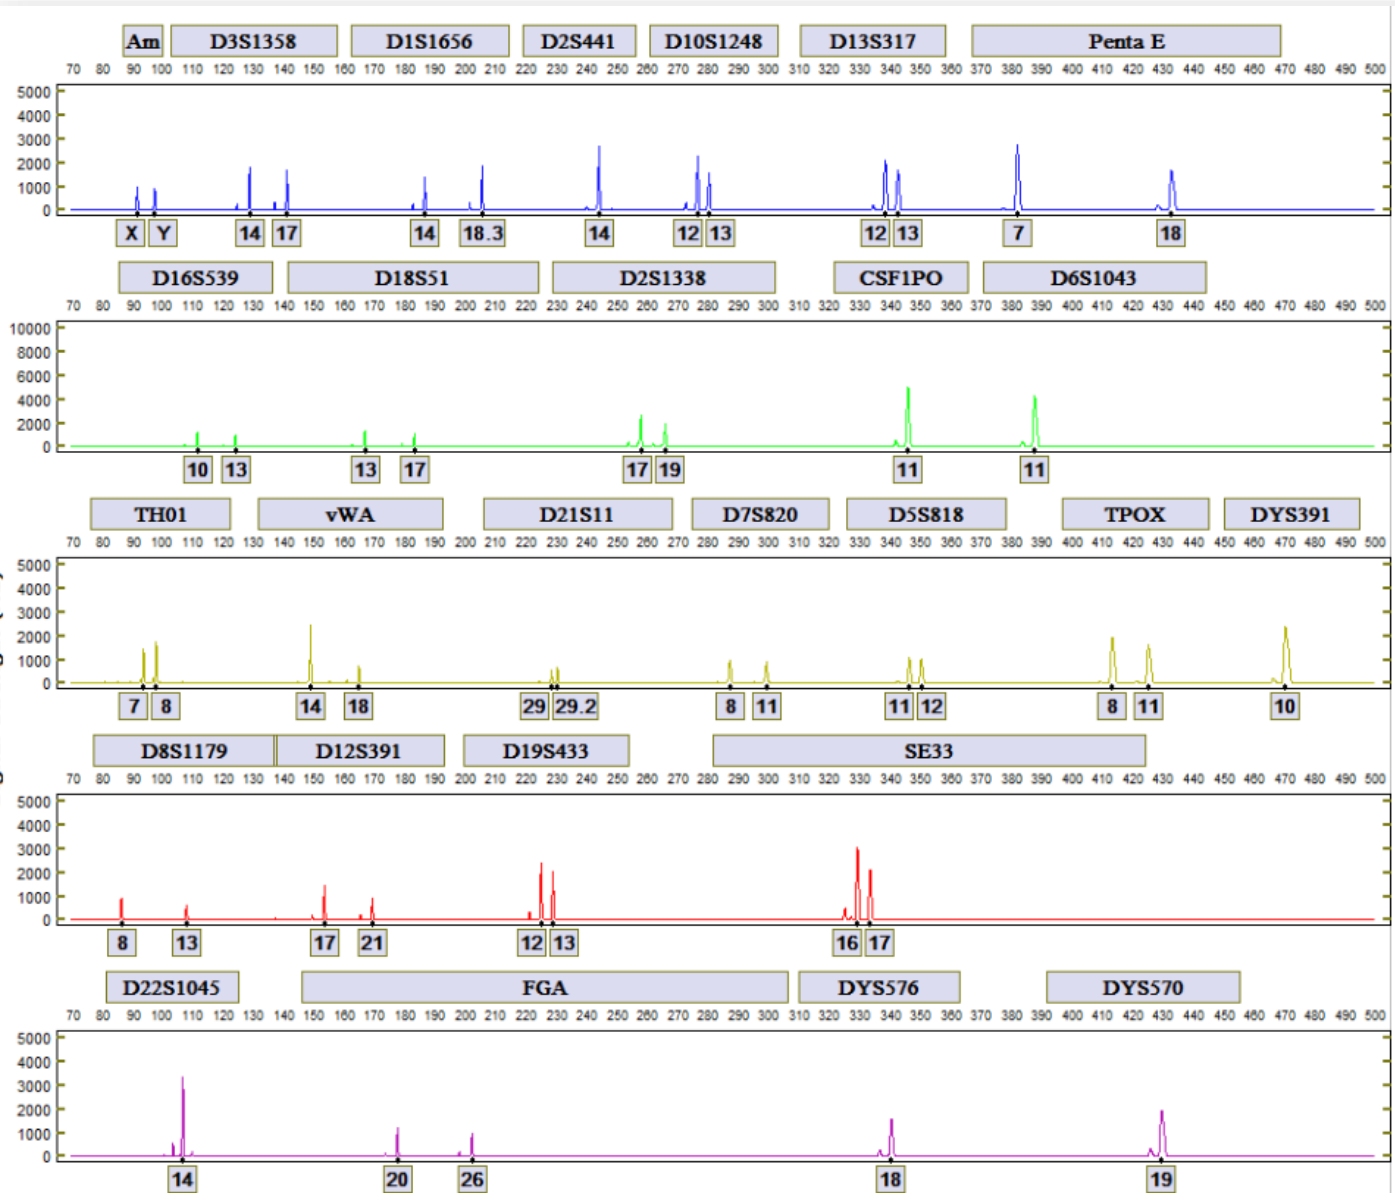 Am D3S1358 D1S1656 D2S441 D10S1248 D13S317 Penta E
70 80 90 100 110 120 130 140 150 160 170 180 190 200 210 220 230 240 250 260 270 280 290 300 310 320 330 340 350 360 370 380 390 400 410 420 430 440 450 460 470 480 490 500
5000
4000
3000
2000
1000
0
X Y 14 17 14 18.3 14 12 13 12 13 7 18
D16S539 D18S51 D2S1338 CSF1PO D6S1043
70 80 90 100 110 120 130 140 150 160 170 180 190 200 210 220 230 240 250 260 270 280 290 300 310 320 330 340 350 360 370 380 390 400 410 420 430 440 450 460 470 480 490 500
10000
8000
6000
4000
2000
0
10 13 13 17 17 19 11 11
TH01 vWA D21S11 D7S820 D5S818 TPOX DYS391
70 80 90 100 110 120 130 140 150 160 170 180 190 200 210 220 230 240 250 260 270 280 290 300 310 320 330 340 350 360 370 380 390 400 410 420 430 440 450 460 470 480 490 500
5000
4000
3000
2000
1000
0
7 8 14 18 29 29.2 8 11 11 12 8 11 10
D8S1179 D12S391 D19S433 SE33
70 80 90 100 110 120 130 140 150 160 170 180 190 200 210 220 230 240 250 260 270 280 290 300 310 320 330 340 350 360 370 380 390 400 410 420 430 440 450 460 470 480 490 500
5000
4000
3000
2000
1000
0
8 13 17 21 12 13 16 17
D22S1045 FGA DYS576 DYS570
70 80 90 100 110 120 130 140 150 160 170 180 190 200 210 220 230 240 250 260 270 280 290 300 310 320 330 340 350 360 370 380 390 400 410 420 430 440 450 460 470 480 490 500
5000
4000
3000
2000
1000
0
14 20 26 18 19